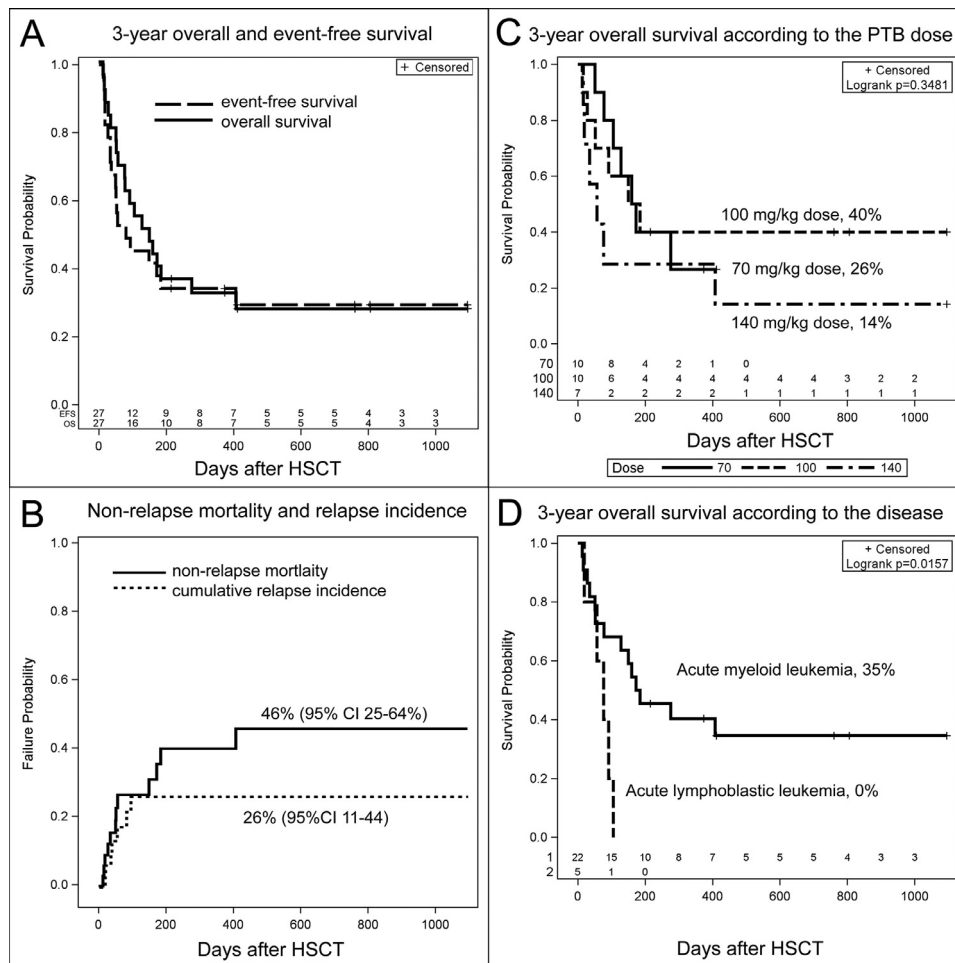 A
3-year overall and event-free survival
+ Censored
event-free survival
overall survival
Survival Probability
1.0
0.8
0.6
0.4
0.2
0.0
EFS 27 12 9 8 7 5 5 5 4 3 3
OS 27 16 10 8 7 5 5 5 4 3 3
0 200 400 600 800 1000
Days after HSCT
B
Non-relapse mortality and relapse incidence
non-relapse mortlaity
cumulative relapse incidence
Failure Probability
1.0
0.8
0.6
0.4
0.2
0.0
46% (95% CI 25-64%)
26% (95%CI 11-44)
0 200 400 600 800 1000
Days after HSCT
C
3-year overall survival according to the PTB dose
+ Censored
Logrank p=0.3481
Survival Probability
1.0
0.8
0.6
0.4
0.2
0.0
100 mg/kg dose, 40%
70 mg/kg dose, 26%
140 mg/kg dose, 14%
70 10 8 4 2 1 0
100 10 6 4 4 4 4 4 4 3 2 2
140 7 2 2 2 2 1 1 1 1 1 1
0 200 400 600 800 1000
Days after HSCT
Dose 70 100 140
D
3-year overall survival according to the disease
+ Censored
Logrank p=0.0157
Survival Probability
1.0
0.8
0.6
0.4
0.2
0.0
Acute myeloid leukemia, 35%
Acute lymphoblastic leukemia, 0%
1 22 15 10 8 7 5 5 5 4 3 3
2 5 1 0
0 200 400 600 800 1000
Days after HSCT